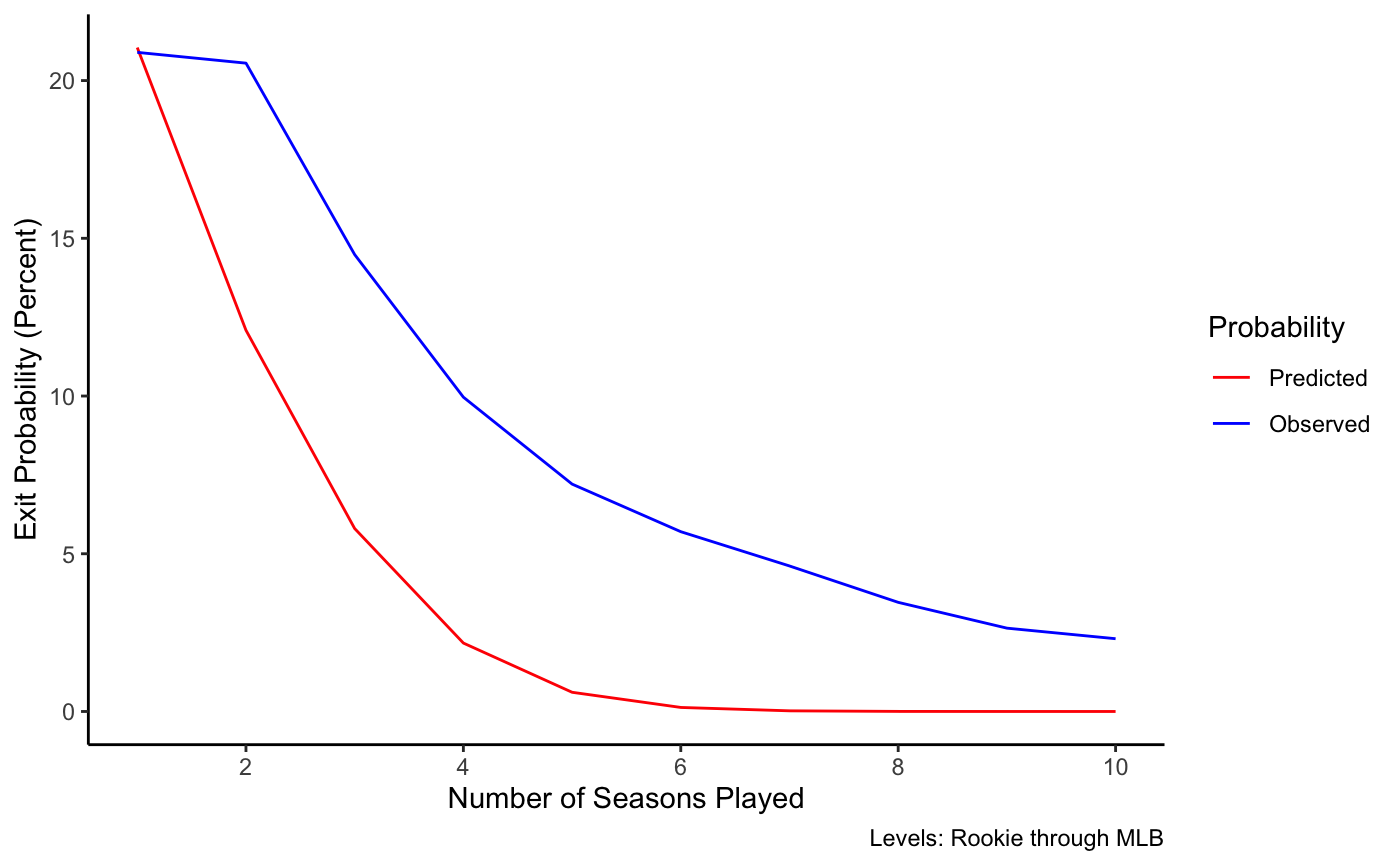 Exit Probability (Percent)
20
15
10
5
0
2 4 6 8 10
Number of Seasons Played
Levels: Rookie through MLB
Probability
Predicted
Observed